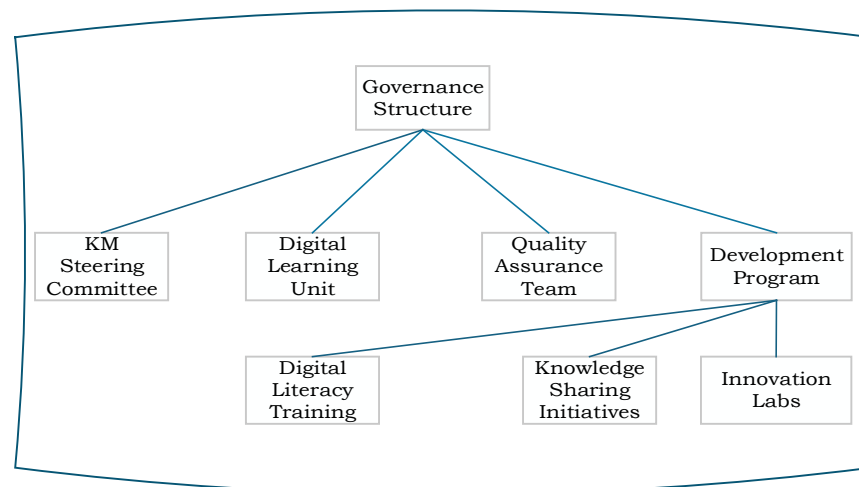 Governance
Structure
KM
Steering
Committee
Digital
Learning
Unit
Quality
Assurance
Team
Development
Program
Digital
Literacy
Training
Knowledge
Sharing
Initiatives
Innovation
Labs